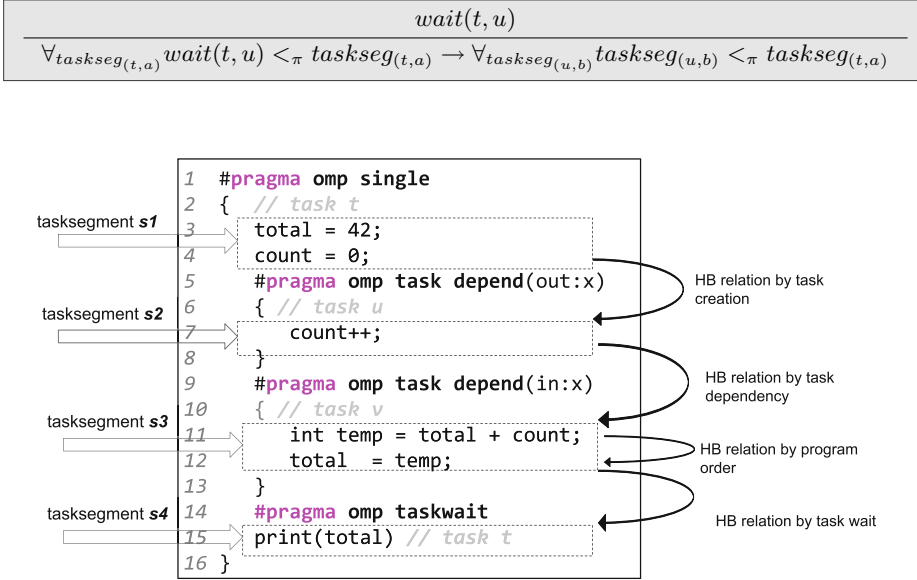 wait(t, u)
∀taskseg(t,a) wait(t, u) <π taskseg(t,a) → ∀taskseg(u,b) taskseg(u,b) <π taskseg(t,a)
1 #pragma omp single
2 { // task t
tasksegment s1
3 total = 42;
4 count = 0;
5 #pragma omp task depend(out:x)
HB relation by task
creation
6 { // task u
tasksegment s2
7 count++;
8 }
9 #pragma omp task depend(in:x)
HB relation by task
dependency
10 { // task v
tasksegment s3
11 int temp = total + count;
12 total = temp;
HB relation by program
order
13 }
14 #pragma omp taskwait
tasksegment s4
HB relation by task wait
15 print(total) // task t
16 }